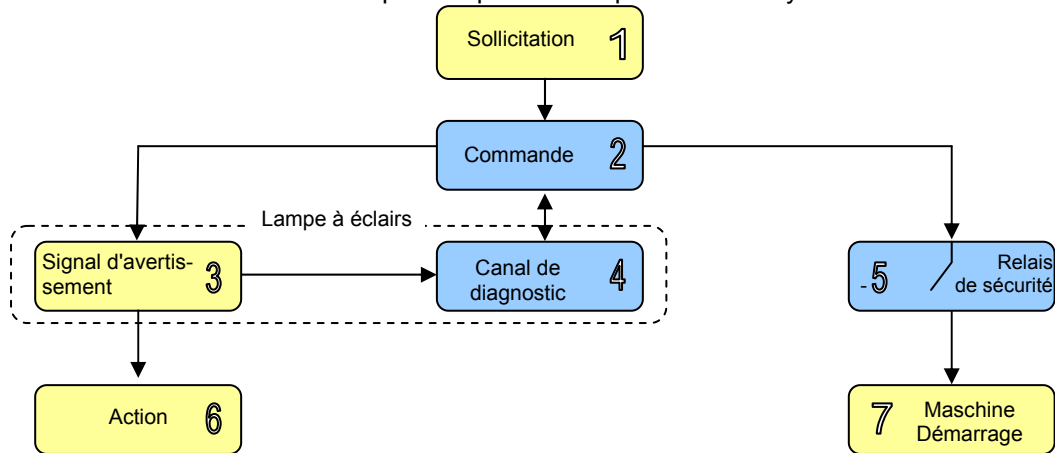 Sollicitation 1
Commande 2
Lampe à éclairs
Signal d'avertis-
sement 3
Canal de
diagnostic 4
- 5 Relais
de sécurité
Action 6
7 Maschine
Démarrage